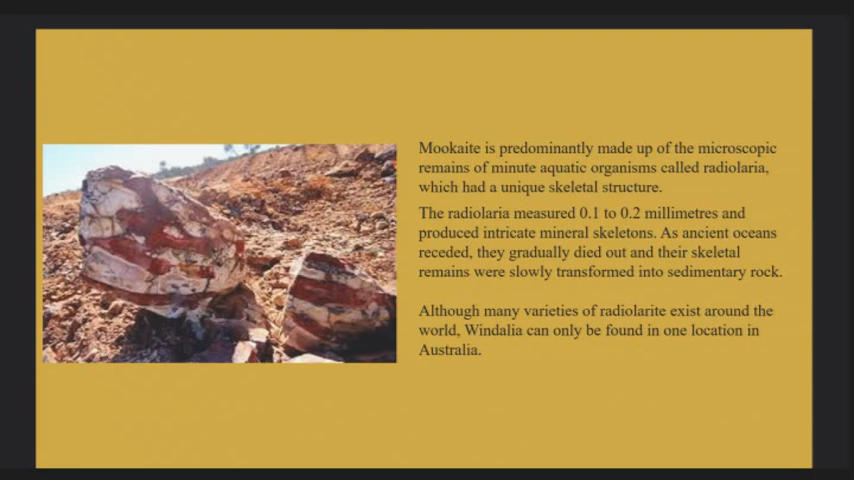 Mookaite is predominantly made up of the microscopic
remains of minute aquatic organisms called radiolaria,
which had a unique skeletal structure.
The radiolaria measured 0.1 to 0.2 millimetres and
produced intricate mineral skeletons. As ancient oceans
receded, they gradually died out and their skeletal
remains were slowly transformed into sedimentary rock.
Although many varieties of radiolarite exist around the
world, Windalia can only be found in one location in
Australia.